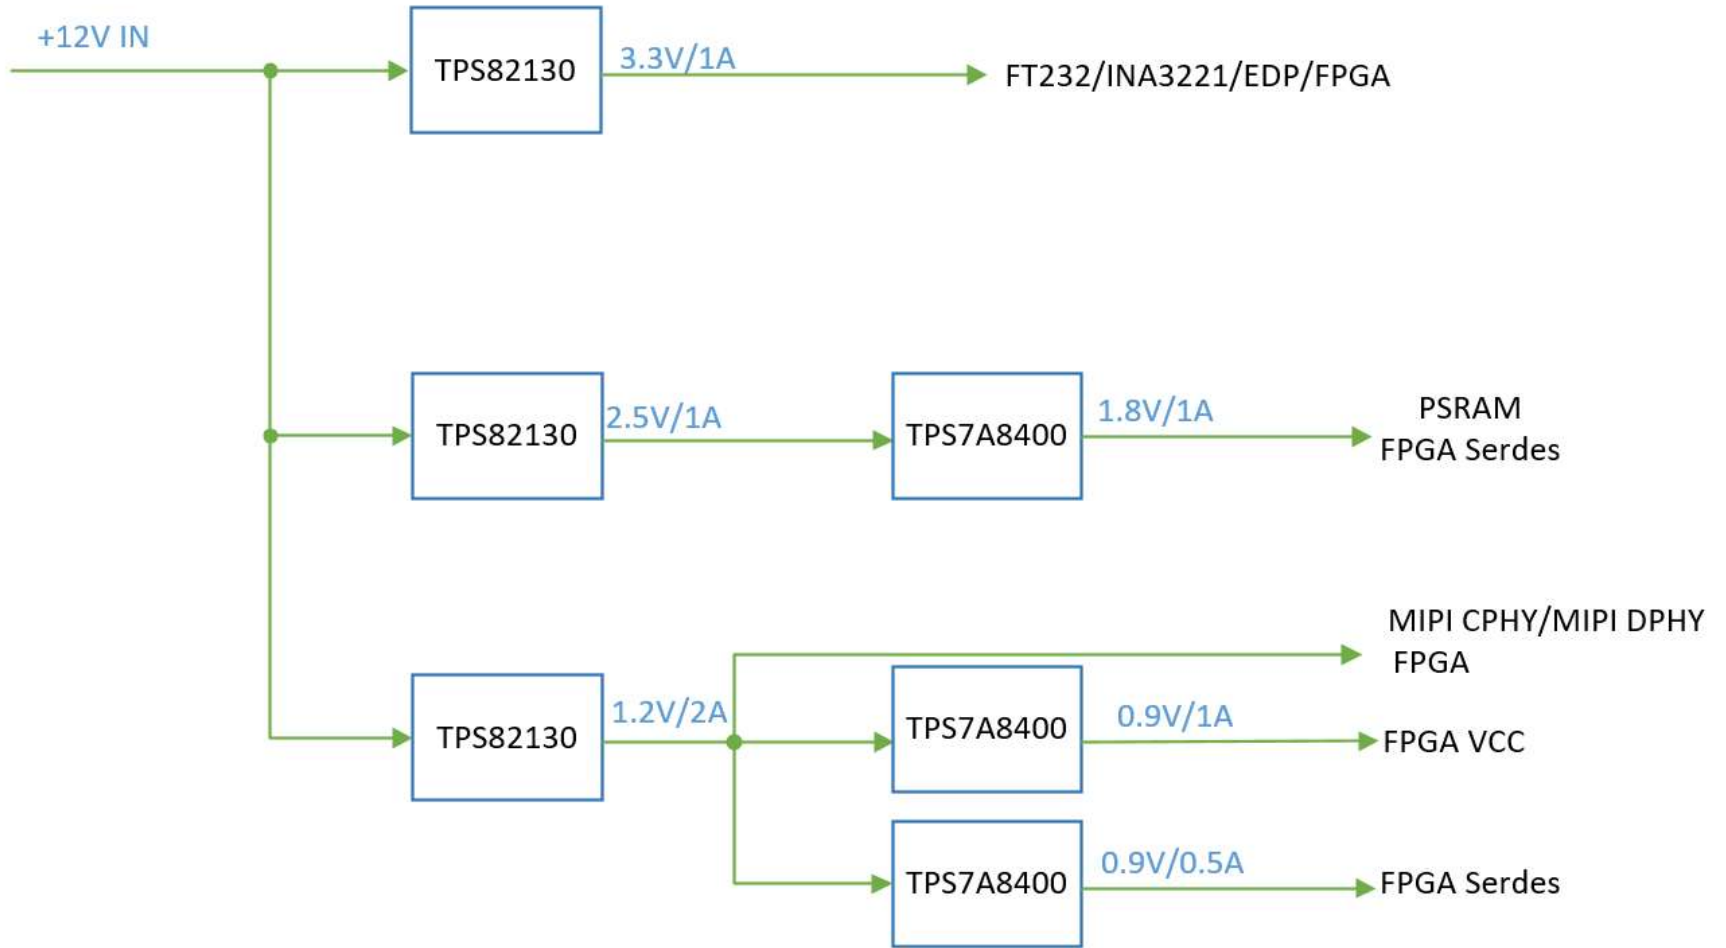 +12V IN
TPS82130
3.3V/1A
FT232/INA3221/EDP/FPGA
TPS82130
2.5V/1A
TPS7A8400
1.8V/1A
PSRAM
FPGA Serdes
TPS82130
1.2V/2A
MIPI CPHY/MIPI DPHY
FPGA
TPS7A8400
0.9V/1A
FPGA VCC
TPS7A8400
0.9V/0.5A
FPGA Serdes